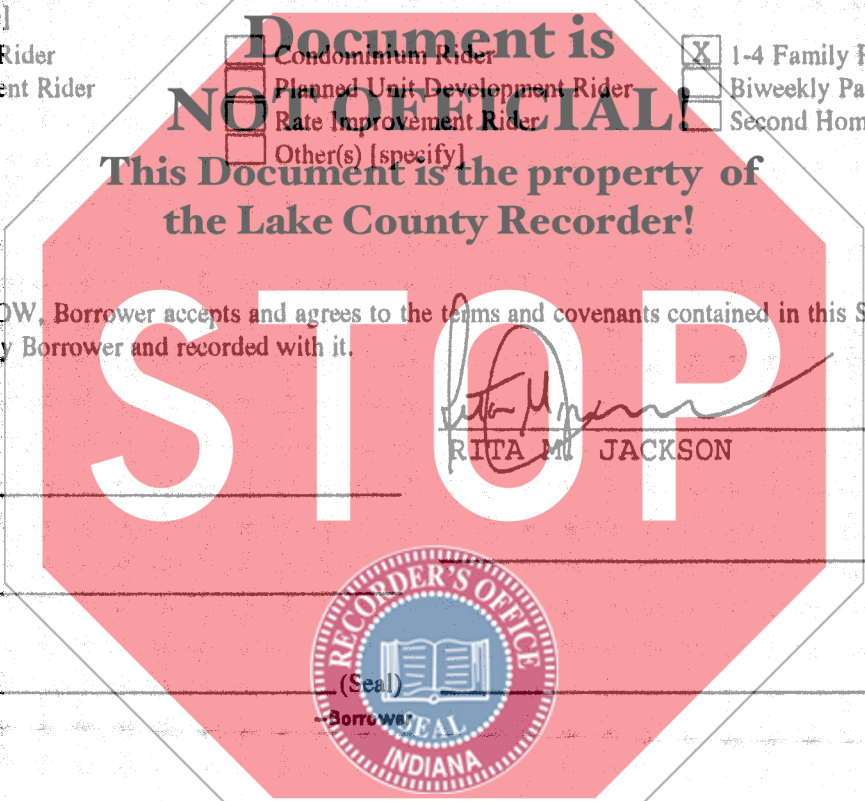 ]
Rider
Condominium Rider
X 1-4 Family R
ent Rider
Planned Unit Development Rider
Biweekly Pa
Rate Improvement Rider
Second Hom
Other(s) [specify]
Document is
NOT OFFICIAL!
This Document is the property of
the Lake County Recorder!
OW, Borrower accepts and agrees to the terms and covenants contained in this S
y Borrower and recorded with it.
STOP
Rita M Jackson
RITA M. JACKSON
RECORDER'S OFFICE
(Seal)
-Borrower
SEAL
INDIANA